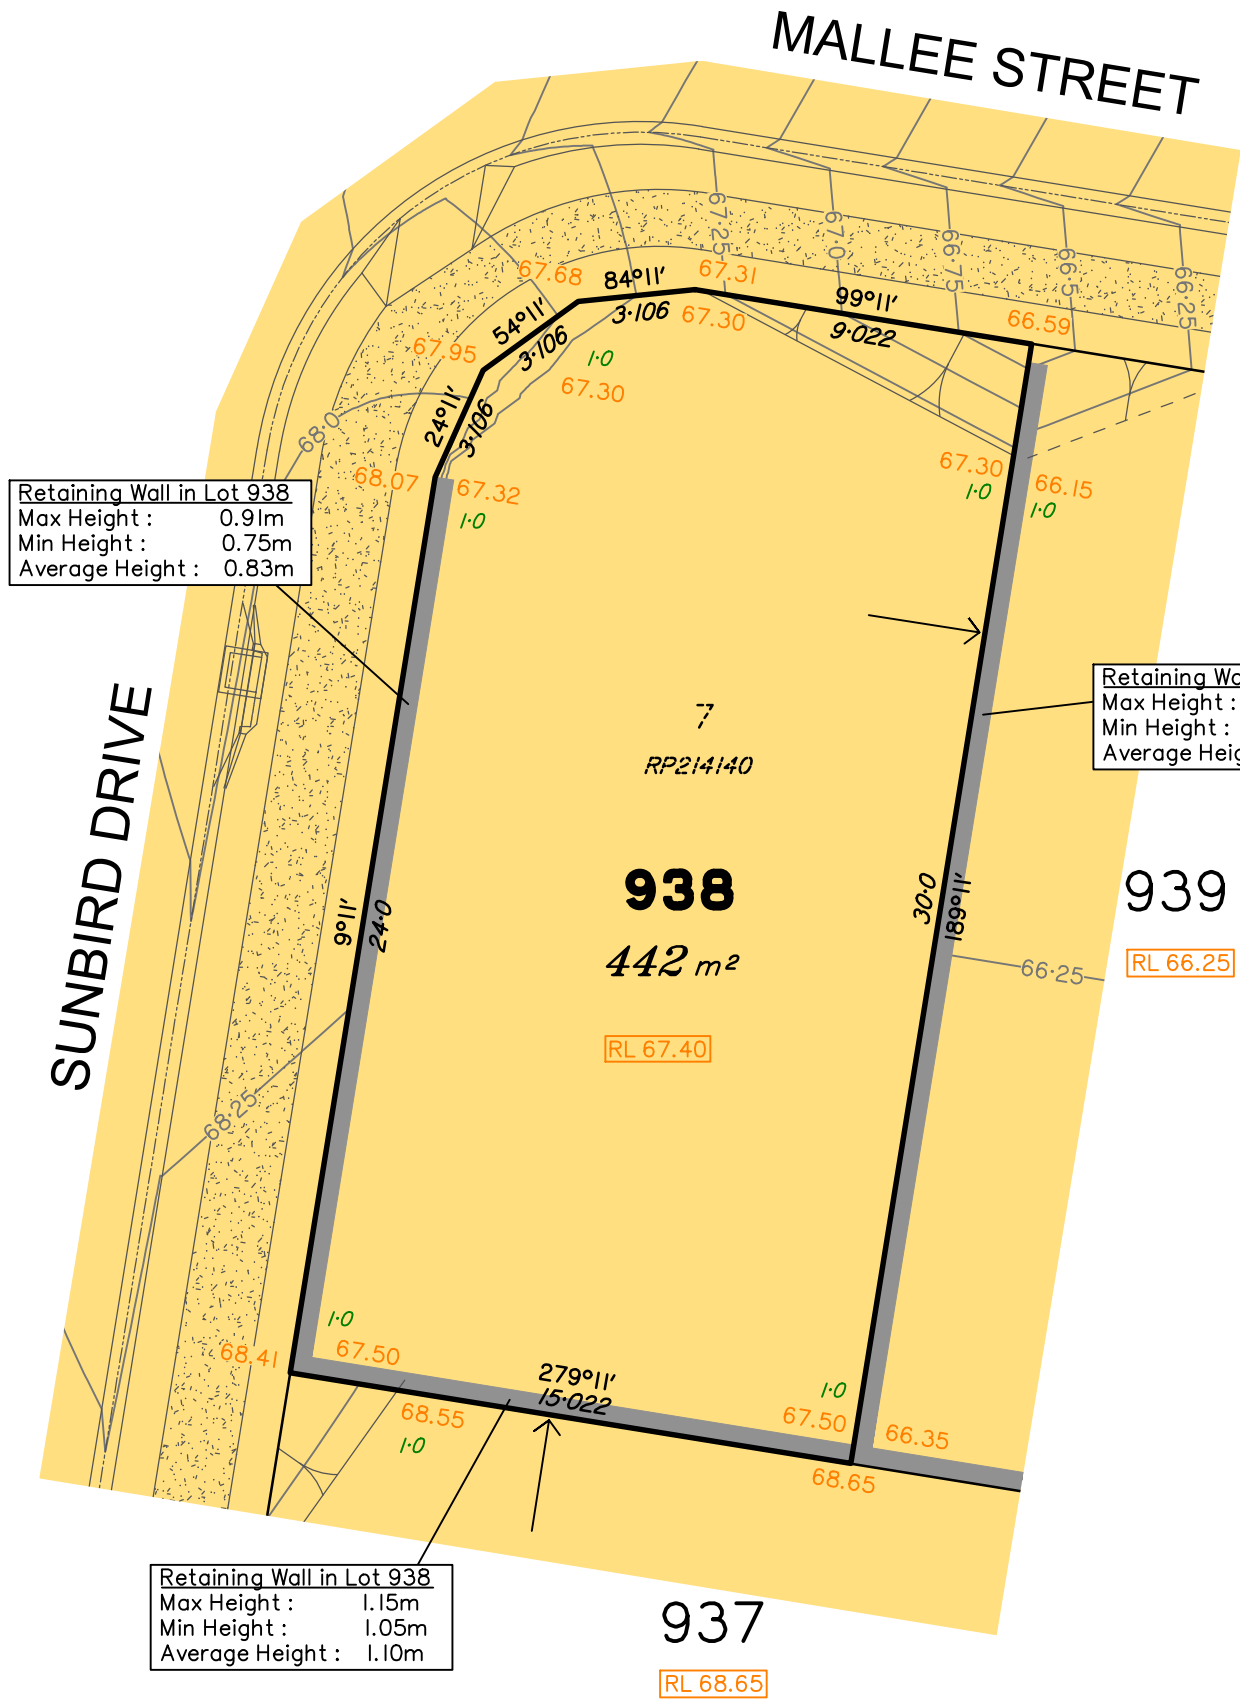 MALLEE STREET
67·25
67·0
66·75
66·5
66·25
67.68
84°11'
67.31
99°11'
66.59
54°11'
3·106
3·106
67.30
9·022
67.95
1·0
67.30
24°11'
3·106
68·0
68.07
67.32
1·0
67.30
1·0
66.15
1·0
Retaining Wall in Lot 938
Max Height : 0.91m
Min Height : 0.75m
Average Height : 0.83m
Retaining Wa
Max Height :
Min Height :
Average Heig
SUNBIRD DRIVE
7
RP214140
938
442 m²
RL 67.40
9°11'
24·0
30·0
189°11'
939
RL 66.25
66·25
68·25
1·0
68.41
67.50
279°11'
15·022
1·0
67.50
66.35
68.55
1·0
68.65
Retaining Wall in Lot 938
Max Height : 1.15m
Min Height : 1.05m
Average Height : 1.10m
937
RL 68.65